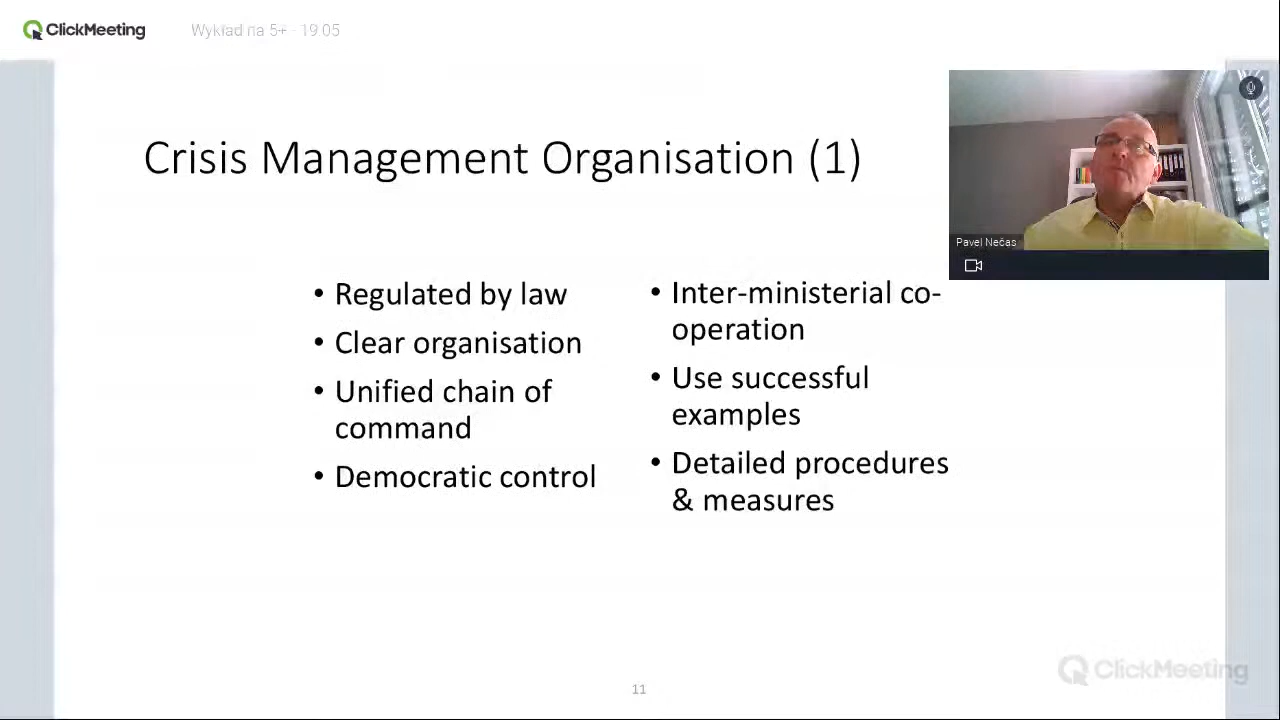 ClickMeeting
Wykład na 5+ - 19.05
Crisis Management Organisation (1)
• Regulated by law
• Clear organisation
• Unified chain of
command
• Democratic control
• Inter-ministerial co-
operation
• Use successful
examples
• Detailed procedures
& measures
Pavel Nečas
ClickMeeting
11